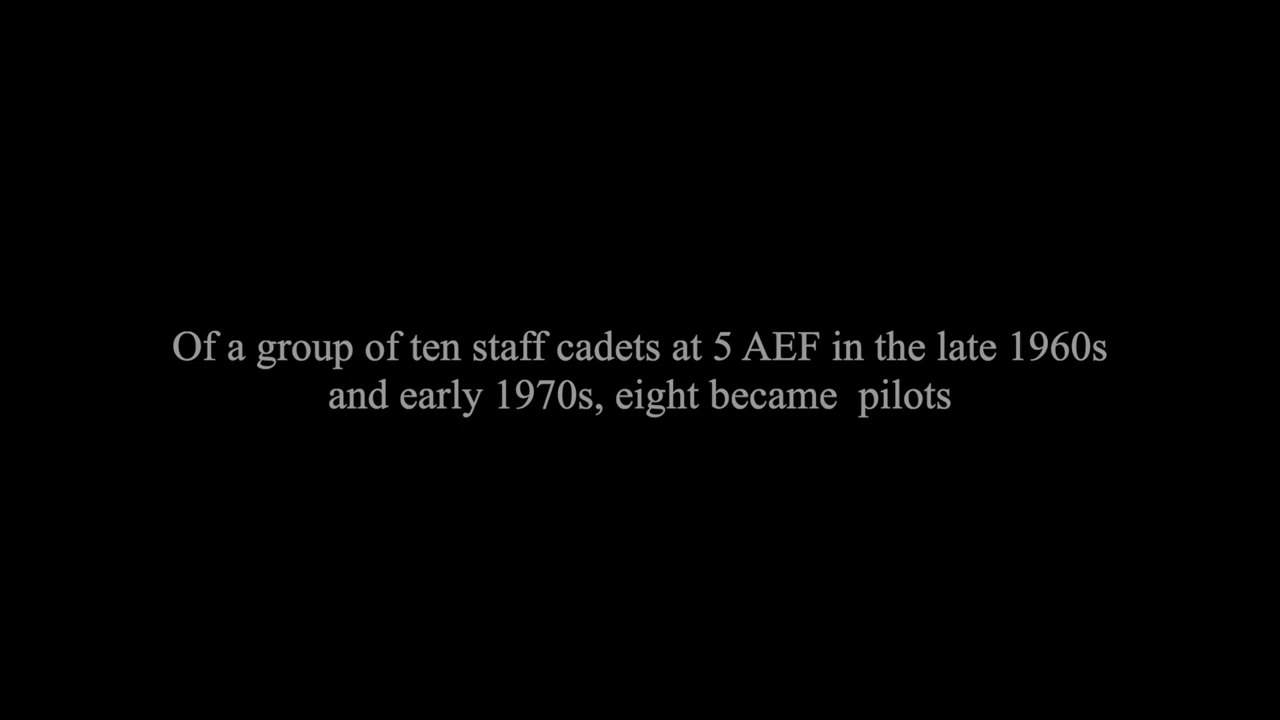 Of a group of ten staff cadets at 5 AEF in the late 1960s
and early 1970s, eight became  pilots